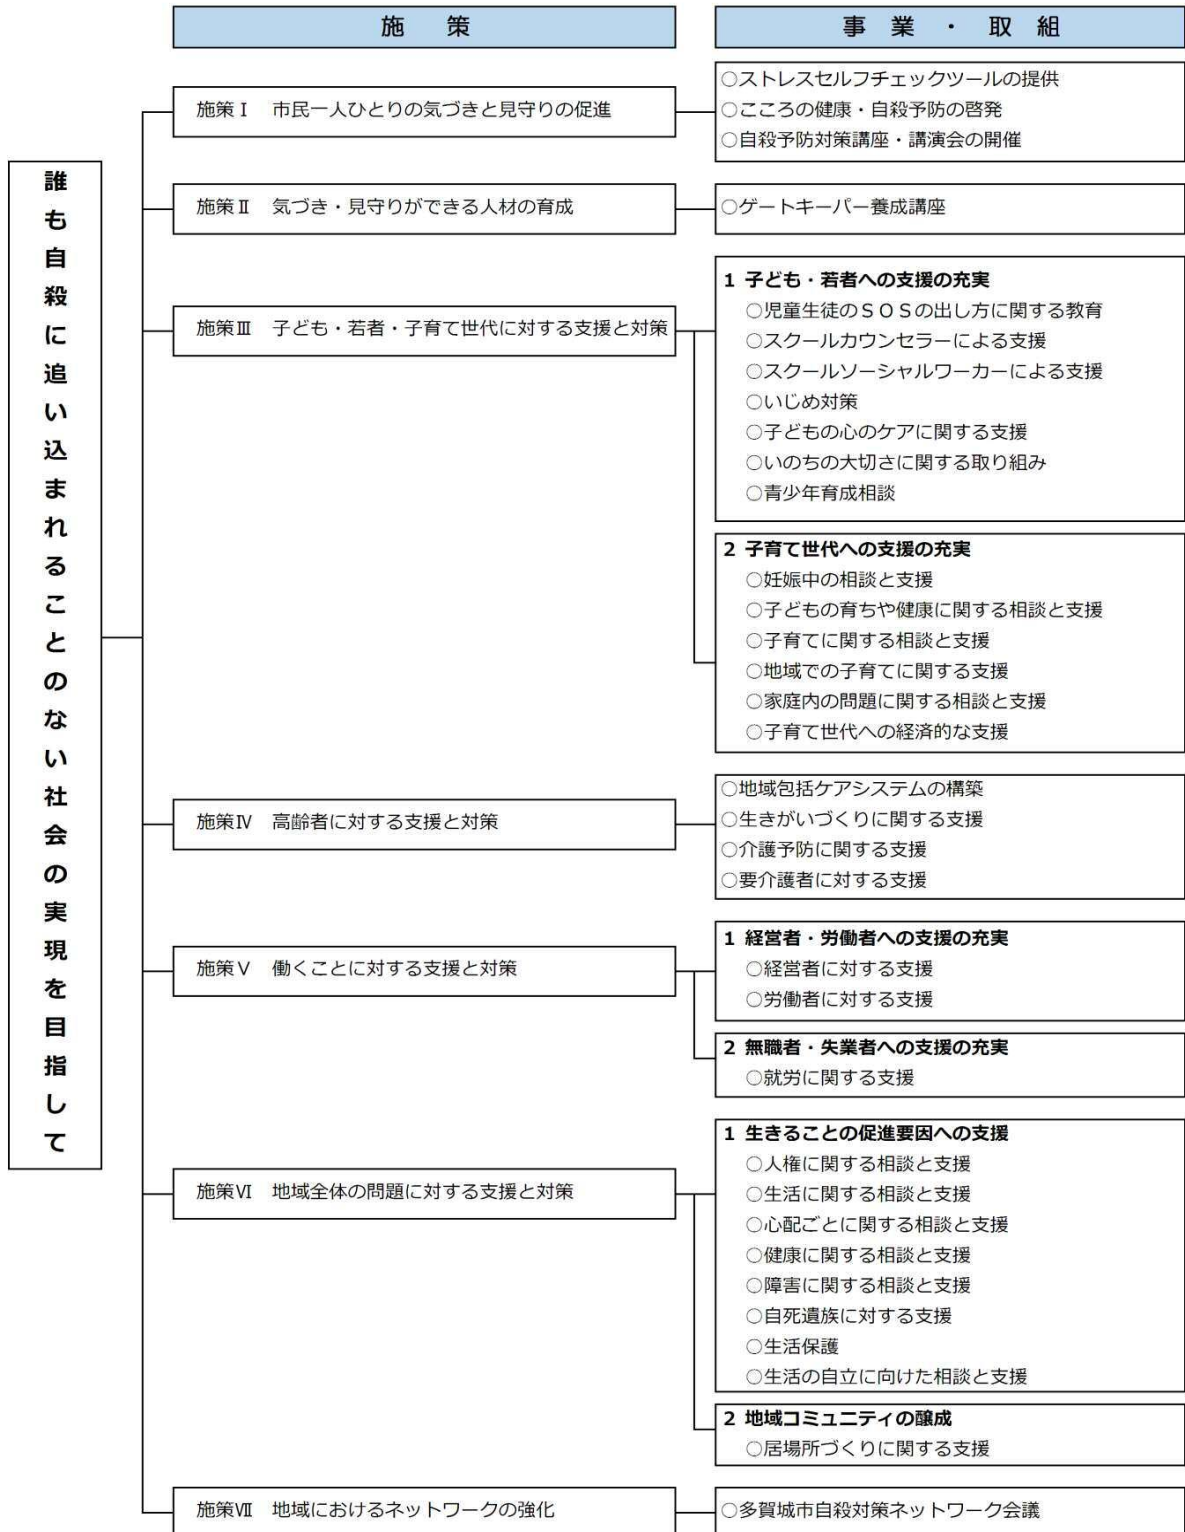 施　策
事　業　・　取　組
誰も自殺に追い込まれることのない社会の実現を目指して
施策Ⅰ　市民一人ひとりの気づきと見守りの促進
○ストレスセルフチェックツールの提供
○こころの健康・自殺予防の啓発
○自殺予防対策講座・講演会の開催
施策Ⅱ　気づき・見守りができる人材の育成
○ゲートキーパー養成講座
施策Ⅲ　子ども・若者・子育て世代に対する支援と対策
1 子ども・若者への支援の充実
○児童生徒のＳＯＳの出し方に関する教育
○スクールカウンセラーによる支援
○スクールソーシャルワーカーによる支援
○いじめ対策
○子どもの心のケアに関する支援
○いのちの大切さに関する取り組み
○青少年育成相談
2 子育て世代への支援の充実
○妊娠中の相談と支援
○子どもの育ちや健康に関する相談と支援
○子育てに関する相談と支援
○地域での子育てに関する支援
○家庭内の問題に関する相談と支援
○子育て世代への経済的な支援
施策Ⅳ　高齢者に対する支援と対策
○地域包括ケアシステムの構築
○生きがいづくりに関する支援
○介護予防に関する支援
○要介護者に対する支援
施策Ⅴ　働くことに対する支援と対策
1 経営者・労働者への支援の充実
○経営者に対する支援
○労働者に対する支援
2 無職者・失業者への支援の充実
○就労に関する支援
施策Ⅵ　地域全体の問題に対する支援と対策
1 生きることの促進要因への支援
○人権に関する相談と支援
○生活に関する相談と支援
○心配ごとに関する相談と支援
○健康に関する相談と支援
○障害に関する相談と支援
○自死遺族に対する支援
○生活保護
○生活の自立に向けた相談と支援
2 地域コミュニティの醸成
○居場所づくりに関する支援
施策Ⅶ　地域におけるネットワークの強化
○多賀城市自殺対策ネットワーク会議